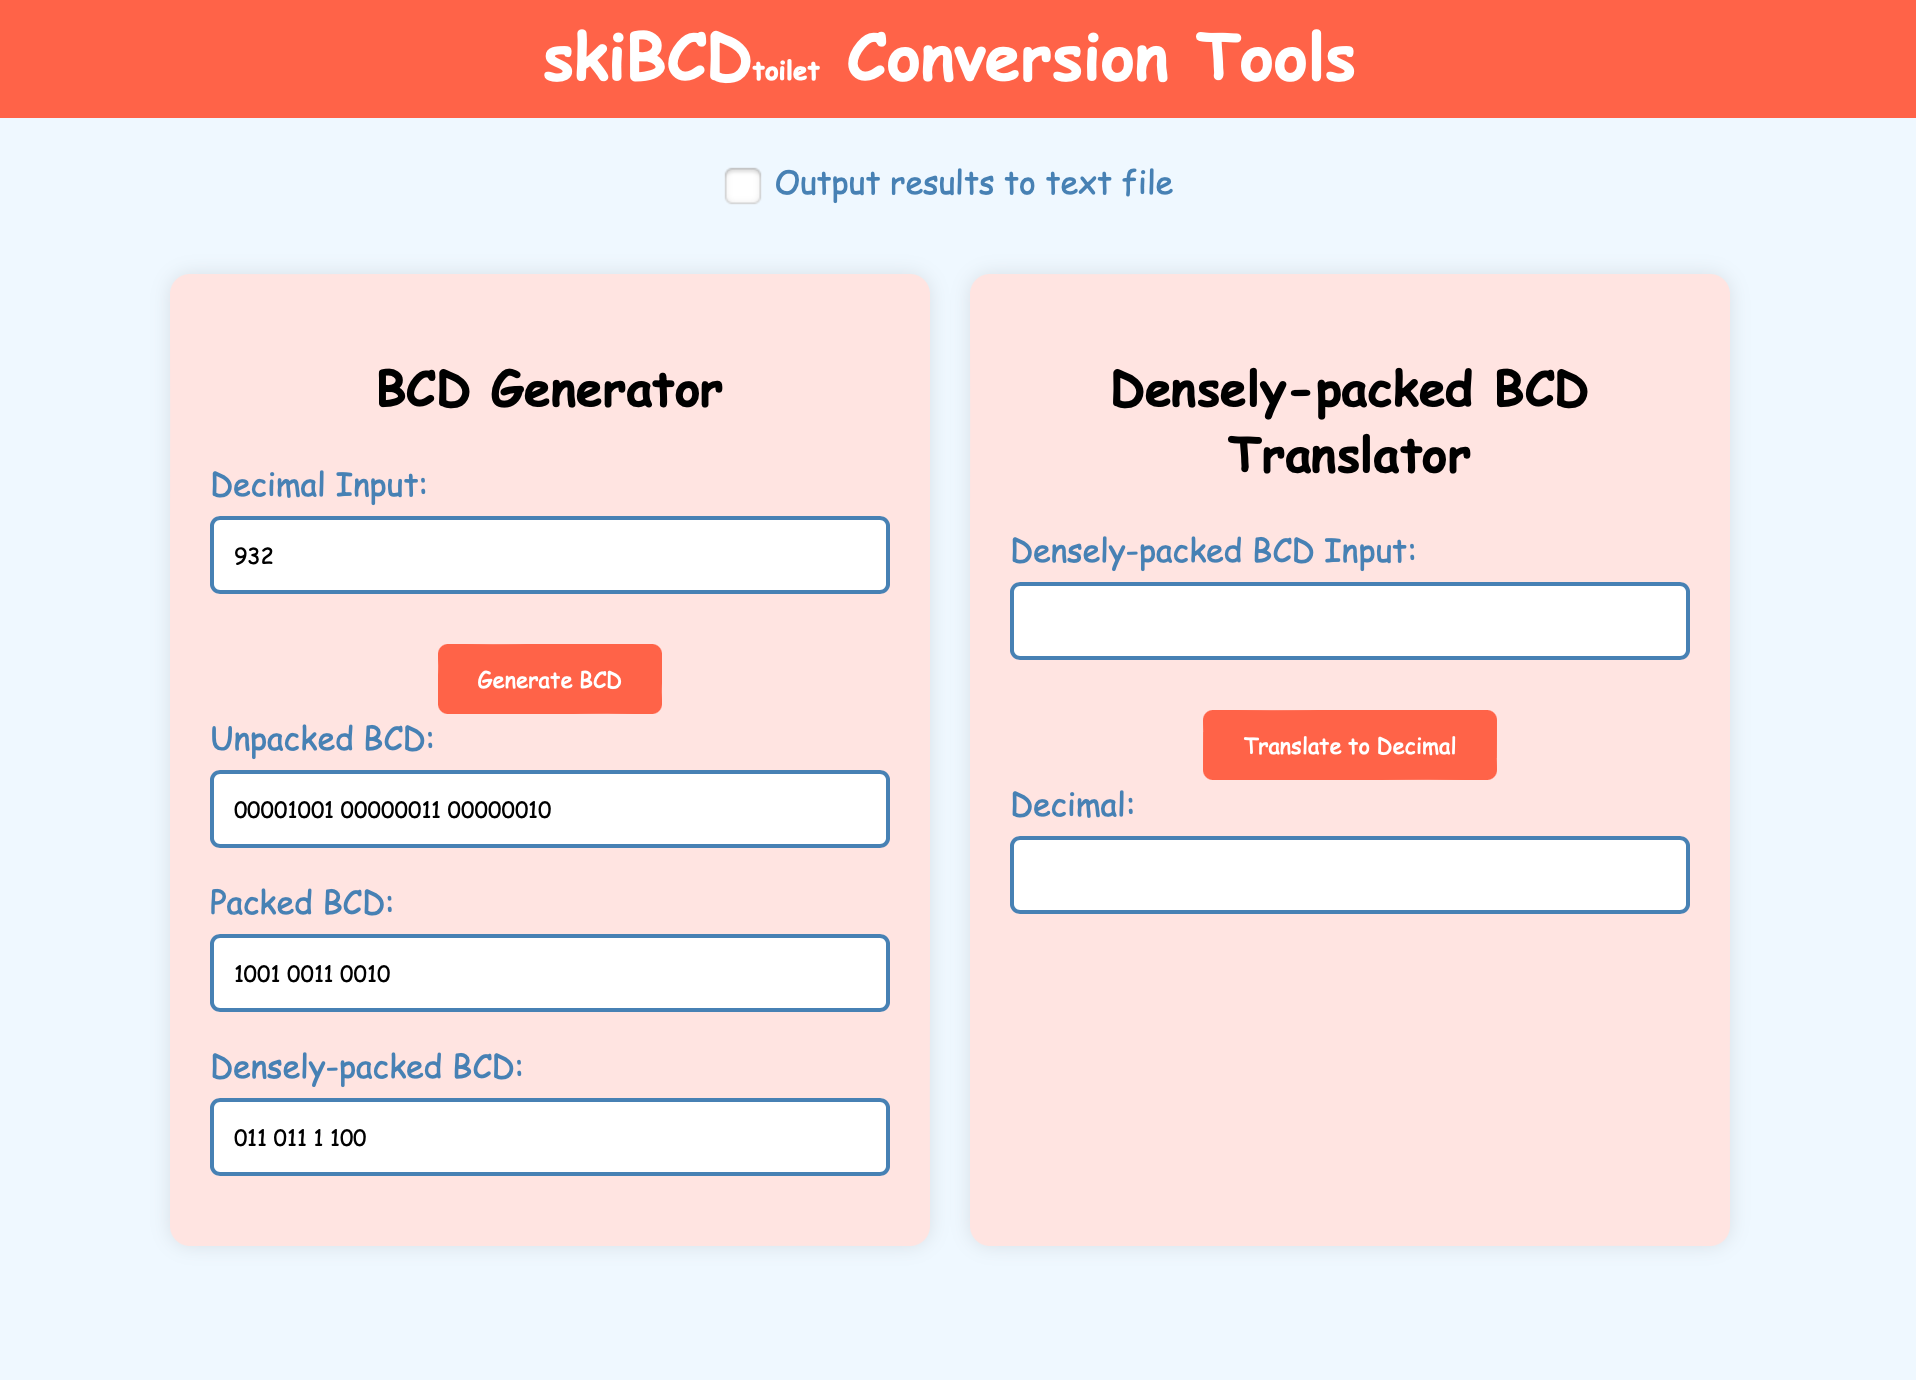 skiBCDtoilet Conversion Tools
Output results to text file
BCD Generator
Decimal Input:
932
Generate BCD
Unpacked BCD:
00001001 00000011 00000010
Packed BCD:
1001 0011 0010
Densely-packed BCD:
011 011 1 100
Densely-packed BCD
Translator
Densely-packed BCD Input:
Translate to Decimal
Decimal: